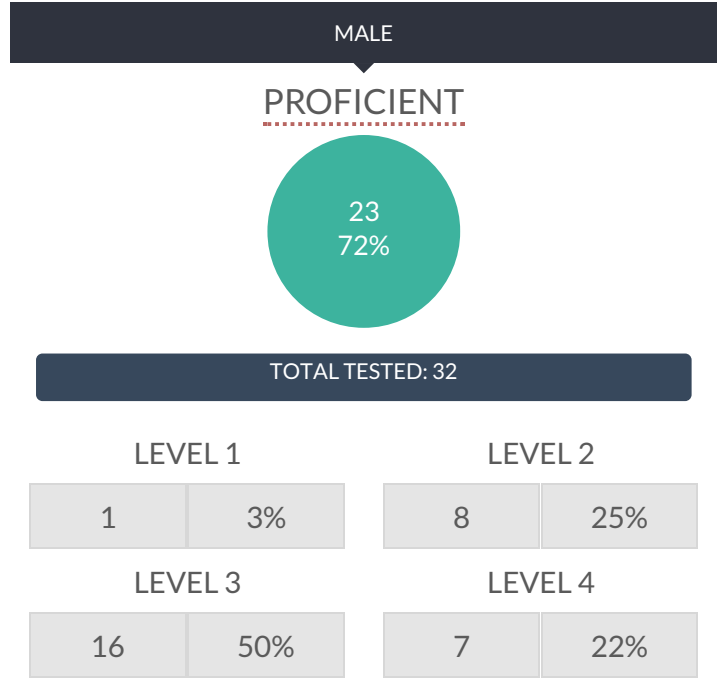 MALE
PROFICIENT
23
72%
TOTAL TESTED: 32
LEVEL 1
1 3%
LEVEL 2
8 25%
LEVEL 3
16 50%
LEVEL 4
7 22%